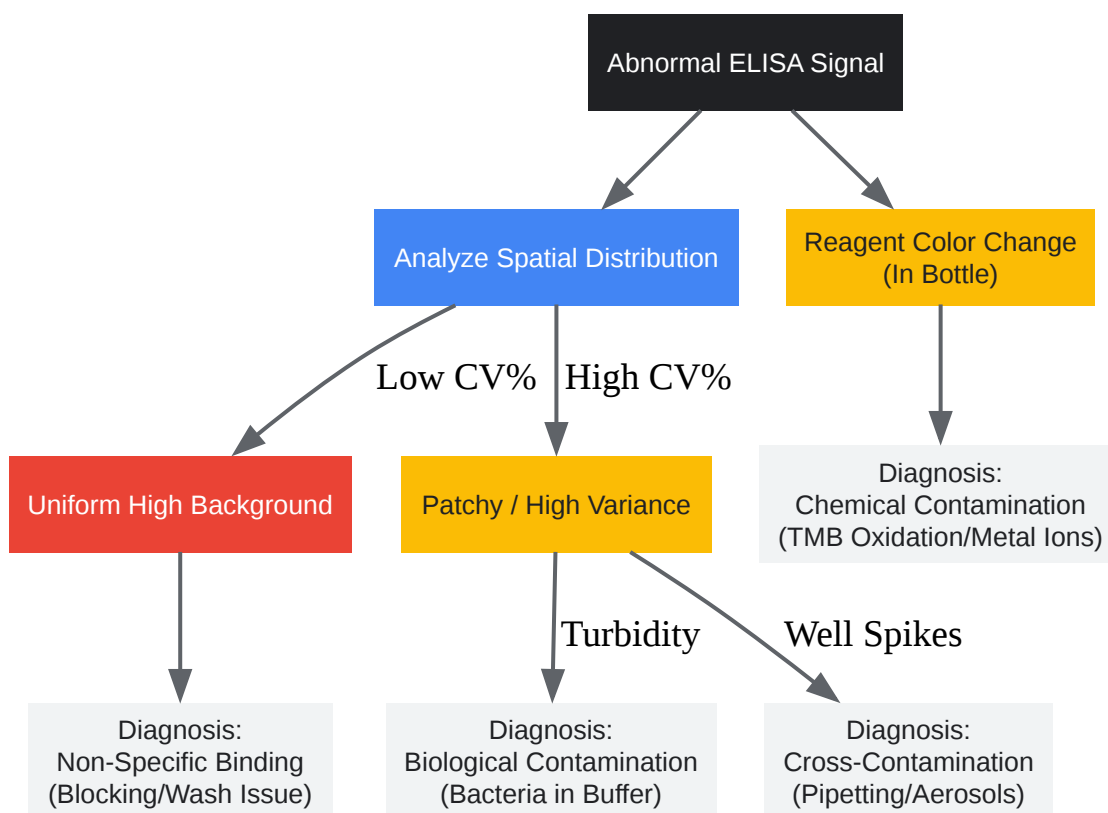 Abnormal ELISA Signal
Analyze Spatial Distribution
Reagent Color Change
(In Bottle)
Low CV%
High CV%
Uniform High Background
Patchy / High Variance
Diagnosis:
Chemical Contamination
(TMB Oxidation/Metal Ions)
Turbidity
Well Spikes
Diagnosis:
Non-Specific Binding
(Blocking/Wash Issue)
Diagnosis:
Biological Contamination
(Bacteria in Buffer)
Diagnosis:
Cross-Contamination
(Pipetting/Aerosols)